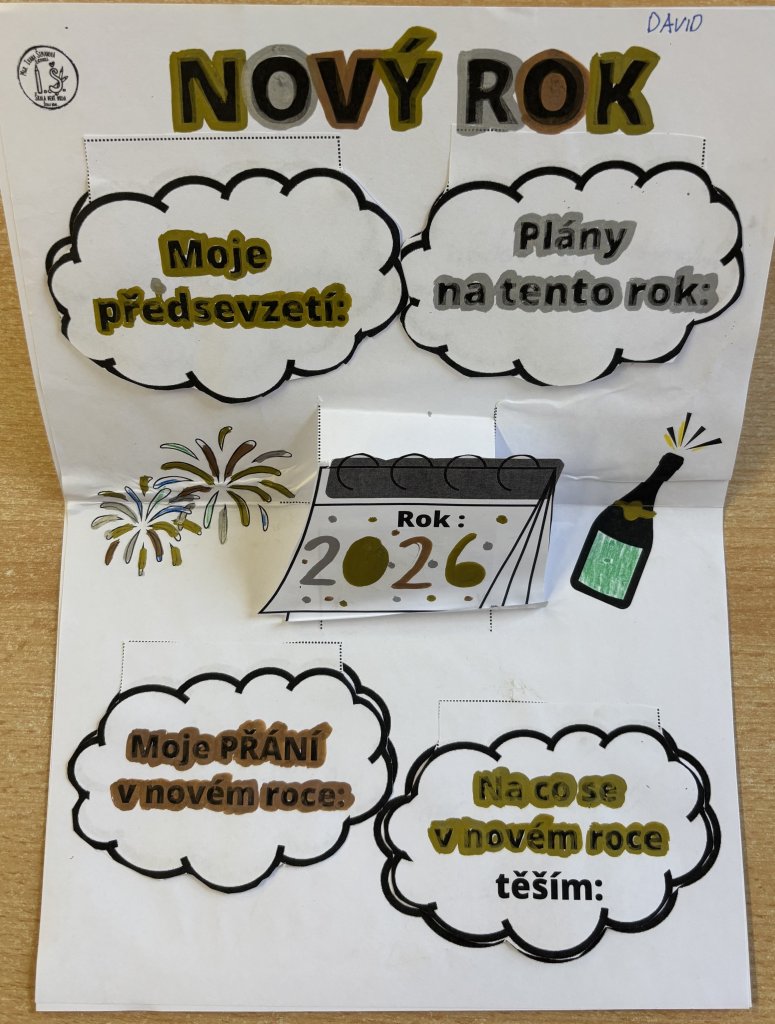 DAVID
I.Š.
NOVÝ ROK
Moje
předsevzetí:
Plány
na tento rok:
Rok :
2026
Moje PŘÁNÍ
v novém roce:
Na co se
v novém roce
těším: